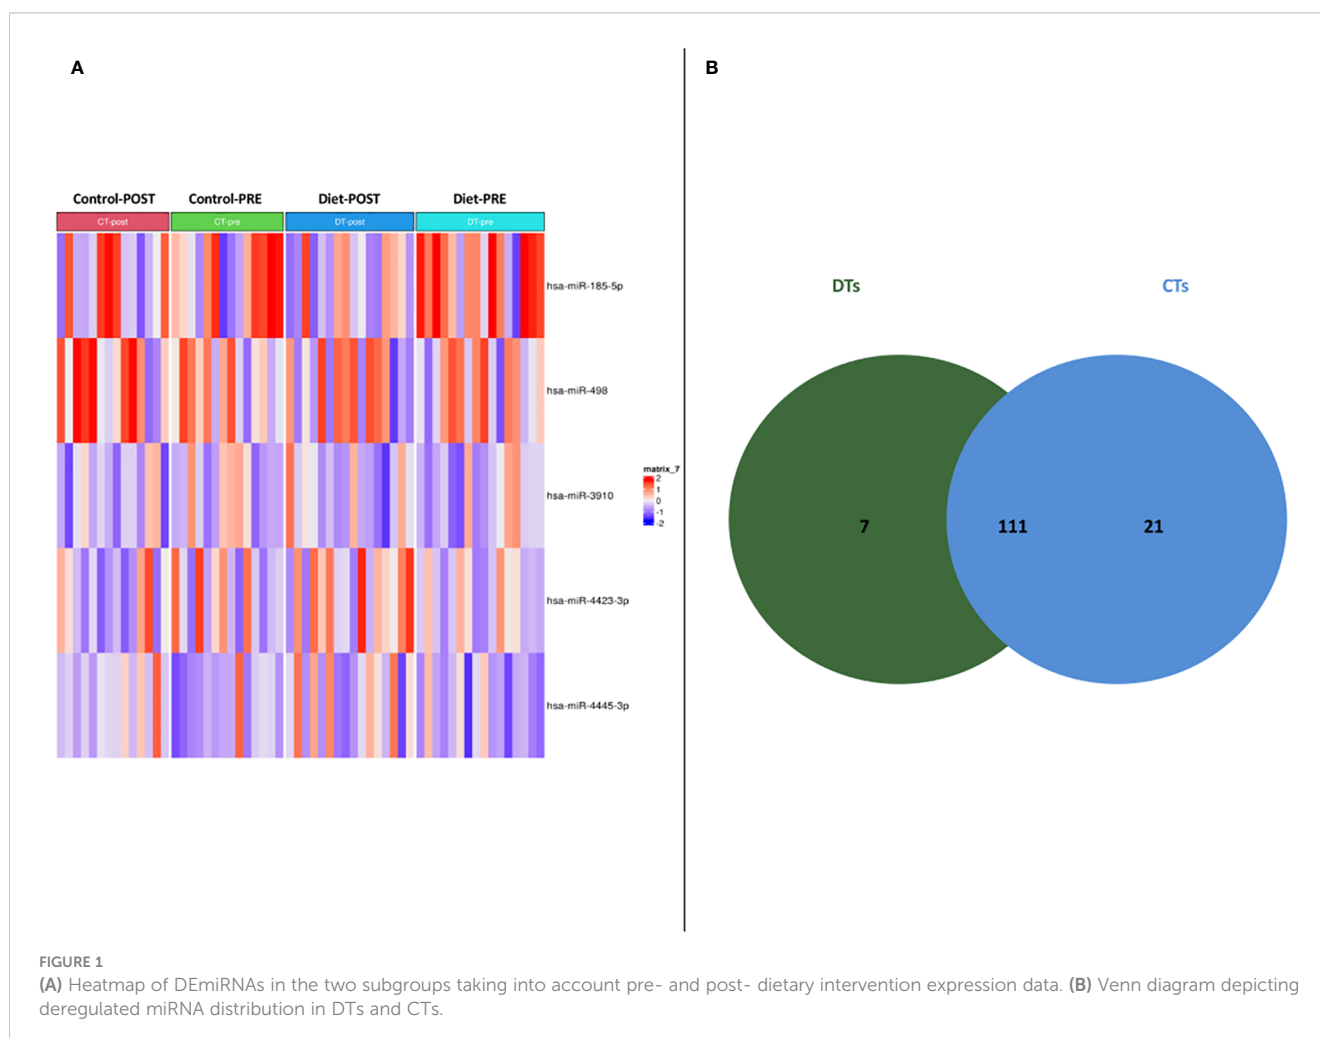 A
B
Control-POST Control-PRE Diet-POST Diet-PRE
CT-post CT-pre DT-post DT-pre
hsa-miR-185-5p
hsa-miR-498
hsa-miR-3910
hsa-miR-4423-3p
hsa-miR-4445-3p
matrix_7
2
1
0
-1
-2
DTs CTs
7 111 21
FIGURE 1
(A) Heatmap of DEmiRNAs in the two subgroups taking into account pre- and post- dietary intervention expression data. (B) Venn diagram depicting
deregulated miRNA distribution in DTs and CTs.